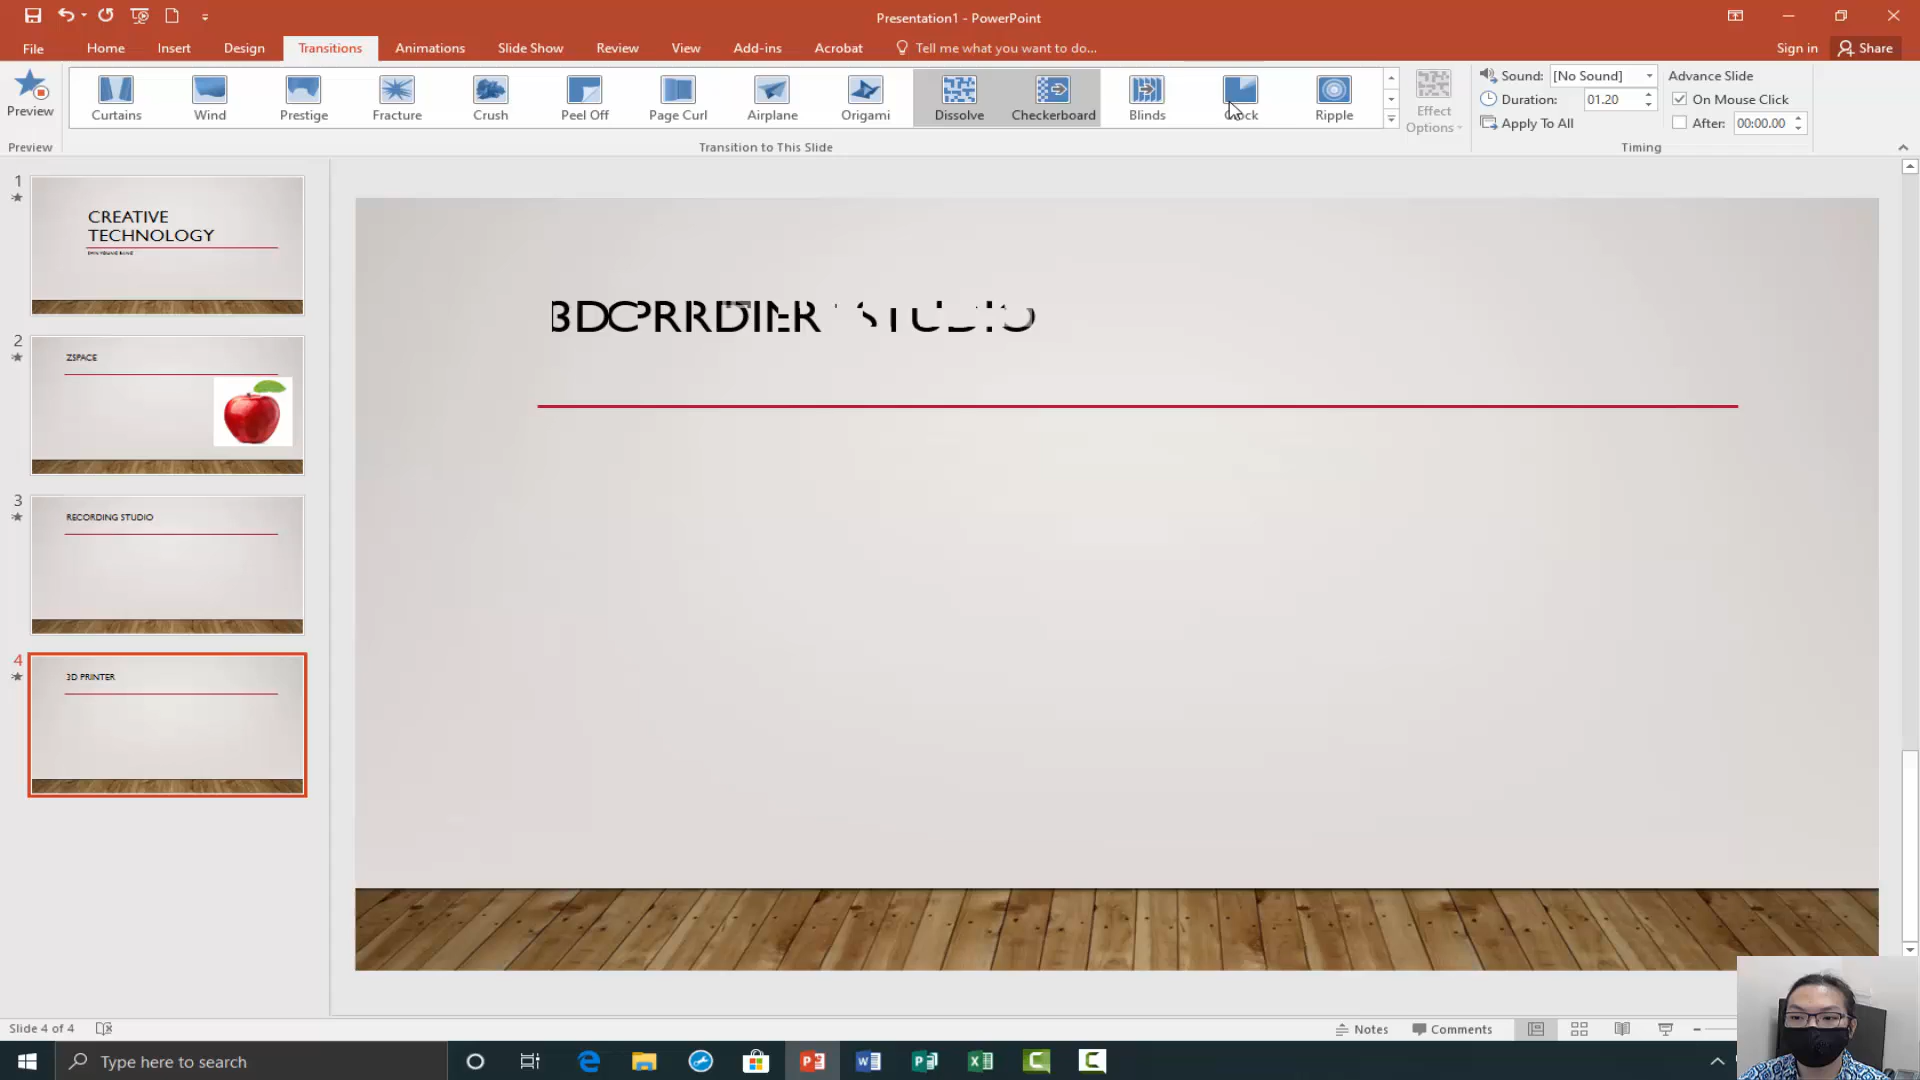 Presentation1 - PowerPoint
File Home Insert Design Transitions Animations Slide Show Review View Add-ins Acrobat Tell me what you want to do... Sign in Share
Preview
Curtains Wind Prestige Fracture Crush Peel Off Page Curl Airplane Origami Dissolve Checkerboard Blinds Clock Ripple
Effect
Options
Sound: [No Sound]
Duration: 01.20
Apply To All
Advance Slide
On Mouse Click
After: 00:00.00
Preview
Transition to This Slide
Timing
1
CREATIVE
TECHNOLOGY
2
ZSPACE
3
RECORDING STUDIO
4
3D PRINTER
Slide 4 of 4
Notes
Comments
Type here to search